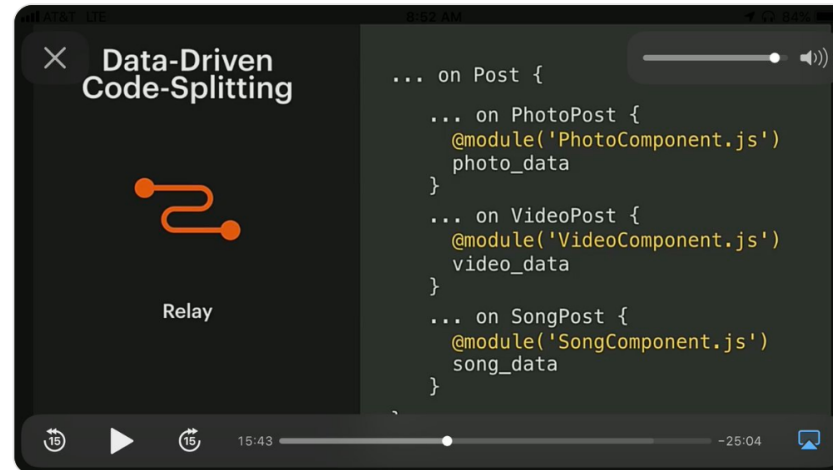 AT&T LTE
8:52 AM
84%
Data-Driven
Code-Splitting
Relay
... on Post {
... on PhotoPost {
@module('PhotoComponent.js')
photo_data
}
... on VideoPost {
@module('VideoComponent.js')
video_data
}
... on SongPost {
@module('SongComponent.js')
song_data
}
15
15
15:43
-25:04